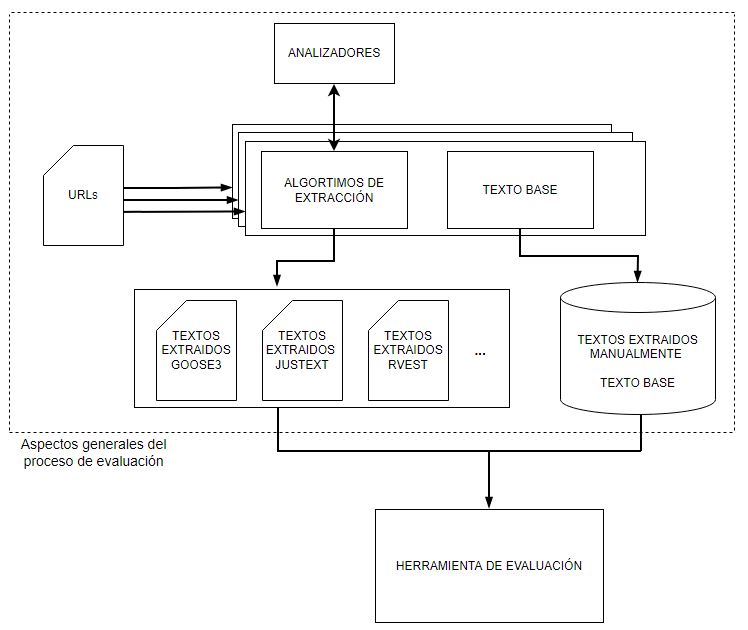 ANALIZADORES
URLs
ALGORTIMOS DE
EXTRACCIÓN
TEXTO BASE
TEXTOS
EXTRAIDOS
GOOSE3
TEXTOS
EXTRAIDOS
JUSTEXT
TEXTOS
EXTRAIDOS
RVEST
...
TEXTOS EXTRAIDOS
MANUALMENTE
TEXTO BASE
Aspectos generales del
proceso de evaluación
HERRAMIENTA DE EVALUACIÓN